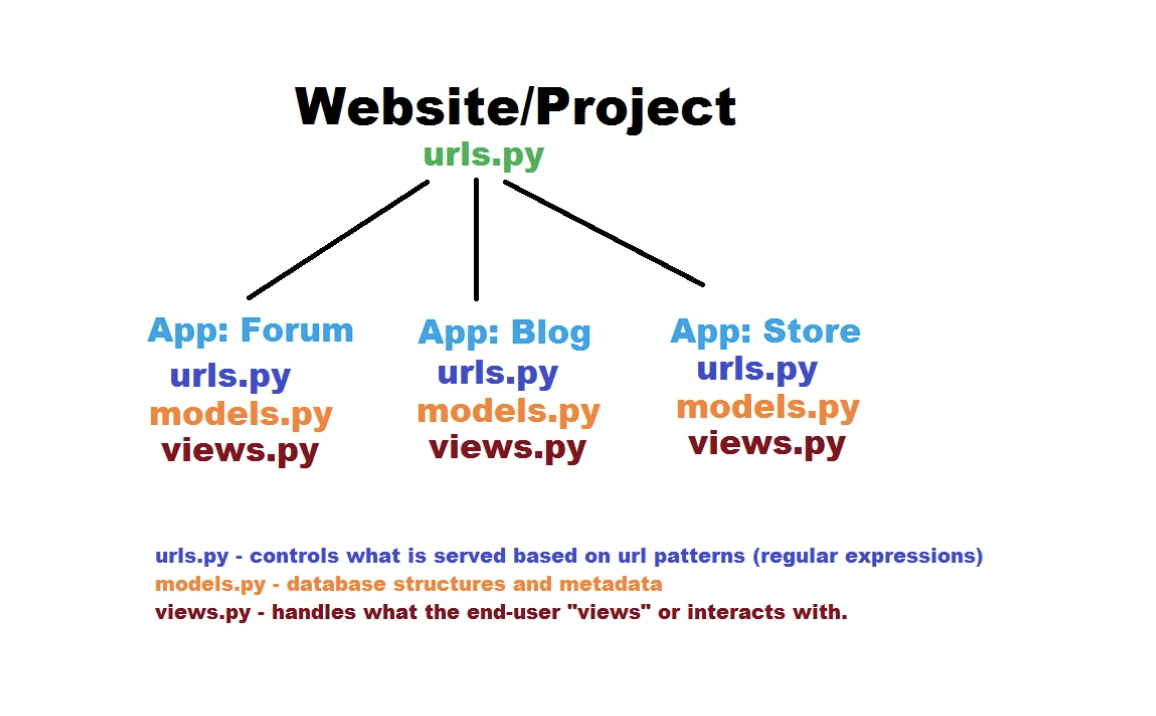 Website/Project
urls.py
App: Forum
urls.py
models.py
views.py
App: Blog
urls.py
models.py
views.py
App: Store
urls.py
models.py
views.py
urls.py - controls what is served based on url patterns (regular expressions)
models.py - database structures and metadata
views.py - handles what the end-user "views" or interacts with.